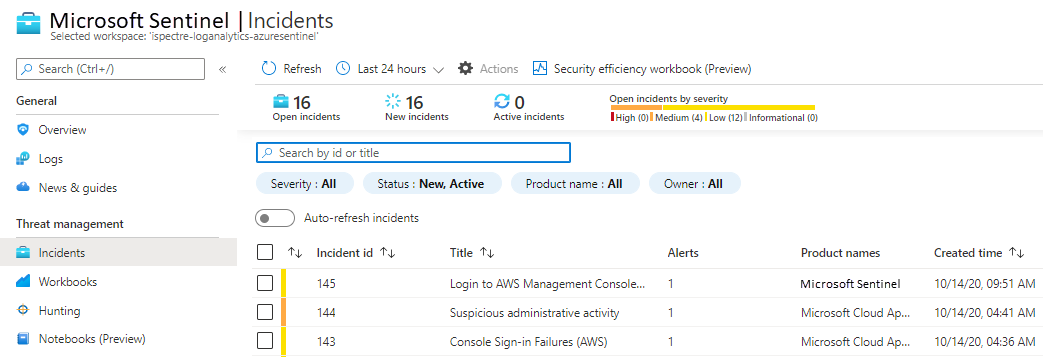 Microsoft Sentinel | Incidents
Selected workspace: 'ispectre-loganalytics-azuresentinel'
Search (Ctrl+/)
«
Refresh
Last 24 hours
Actions
Security efficiency workbook (Preview)
General
Overview
Logs
News & guides
Threat management
Incidents
Workbooks
Hunting
Notebooks (Preview)
16
Open incidents
16
New incidents
0
Active incidents
Open incidents by severity
High (0) Medium (4) Low (12) Informational (0)
Search by id or title
Severity : All
Status : New, Active
Product name : All
Owner : All
Auto-refresh incidents
Incident id Title Alerts Product names Created time
145 Login to AWS Management Console... 1 Microsoft Sentinel 10/14/20, 09:51 AM
144 Suspicious administrative activity 1 Microsoft Cloud Ap... 10/14/20, 04:41 AM
143 Console Sign-in Failures (AWS) 1 Microsoft Cloud Ap... 10/14/20, 04:36 AM